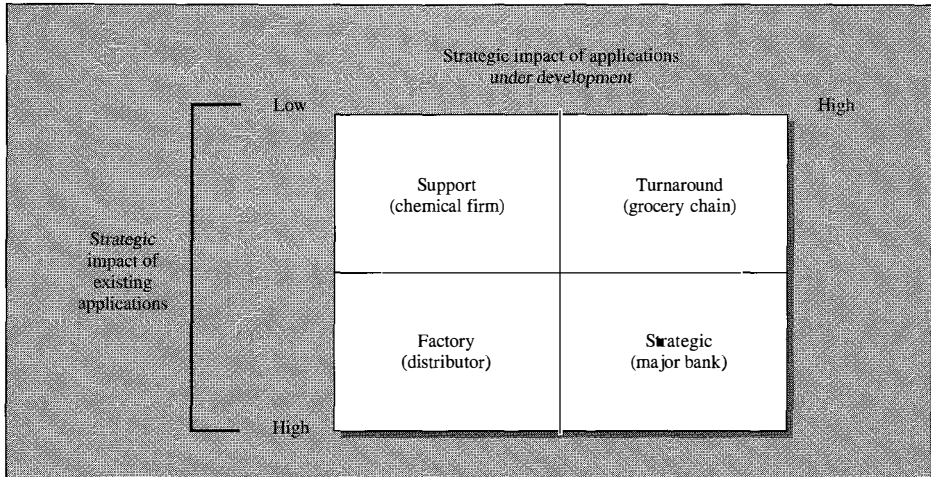 Strategic impact of applications
under development
Low
High
Support
(chemical firm)
Turnaround
(grocery chain)
Strategic
impact of
existing
applications
Factory
(distributor)
Strategic
(major bank)
High